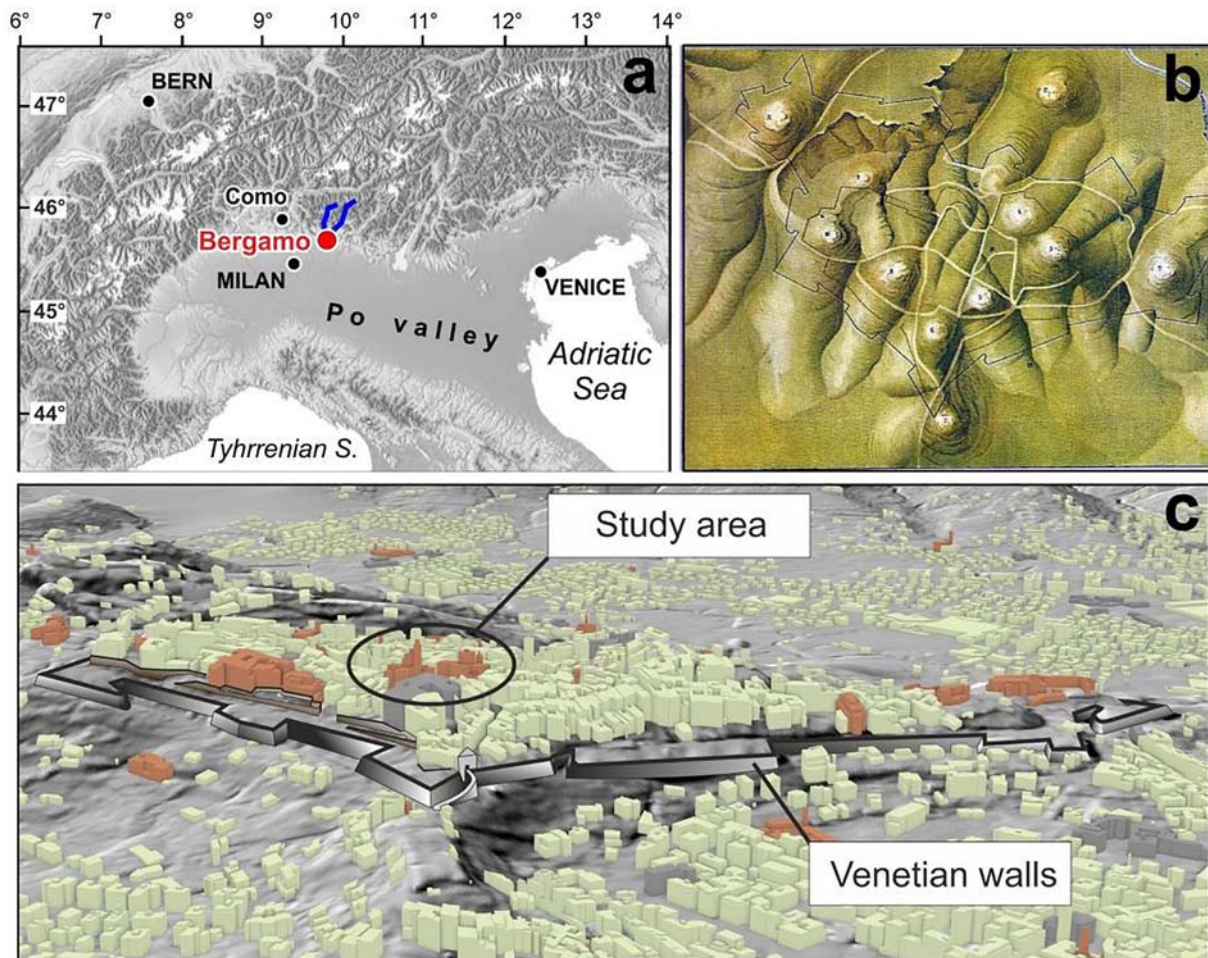 6° 7° 8° 9° 10° 11° 12° 13° 14°
a
BERN
47°
Como
46°
Bergamo
MILAN
VENICE
45°
Po valley
Adriatic
Sea
44°
Tyhrrenian S.
b
c
Study area
Venetian walls